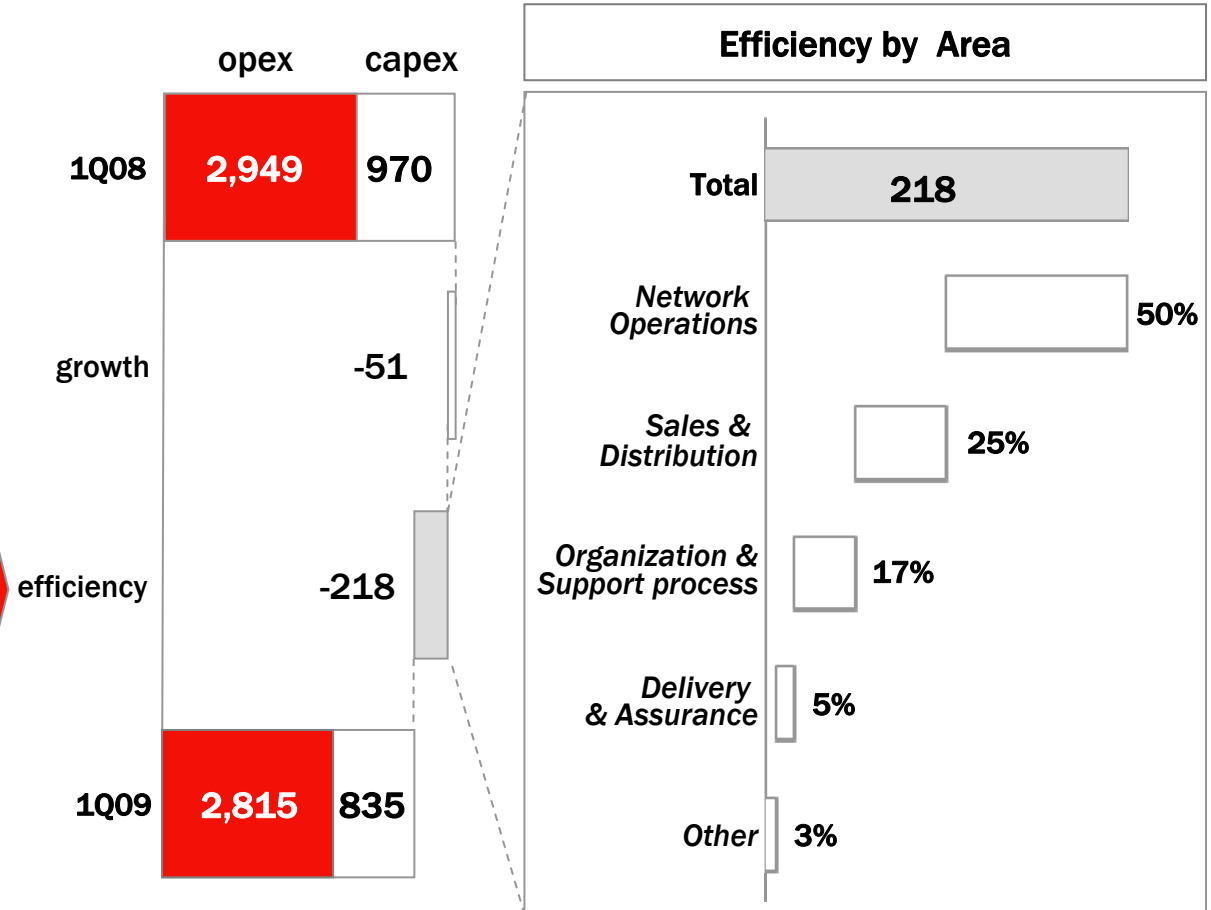 opex capex
1Q08 2,949 970
growth -51
efficiency -218
1Q09 2,815 835
Efficiency by Area
Total 218
Network
Operations 50%
Sales &
Distribution 25%
Organization &
Support process 17%
Delivery
& Assurance 5%
Other 3%